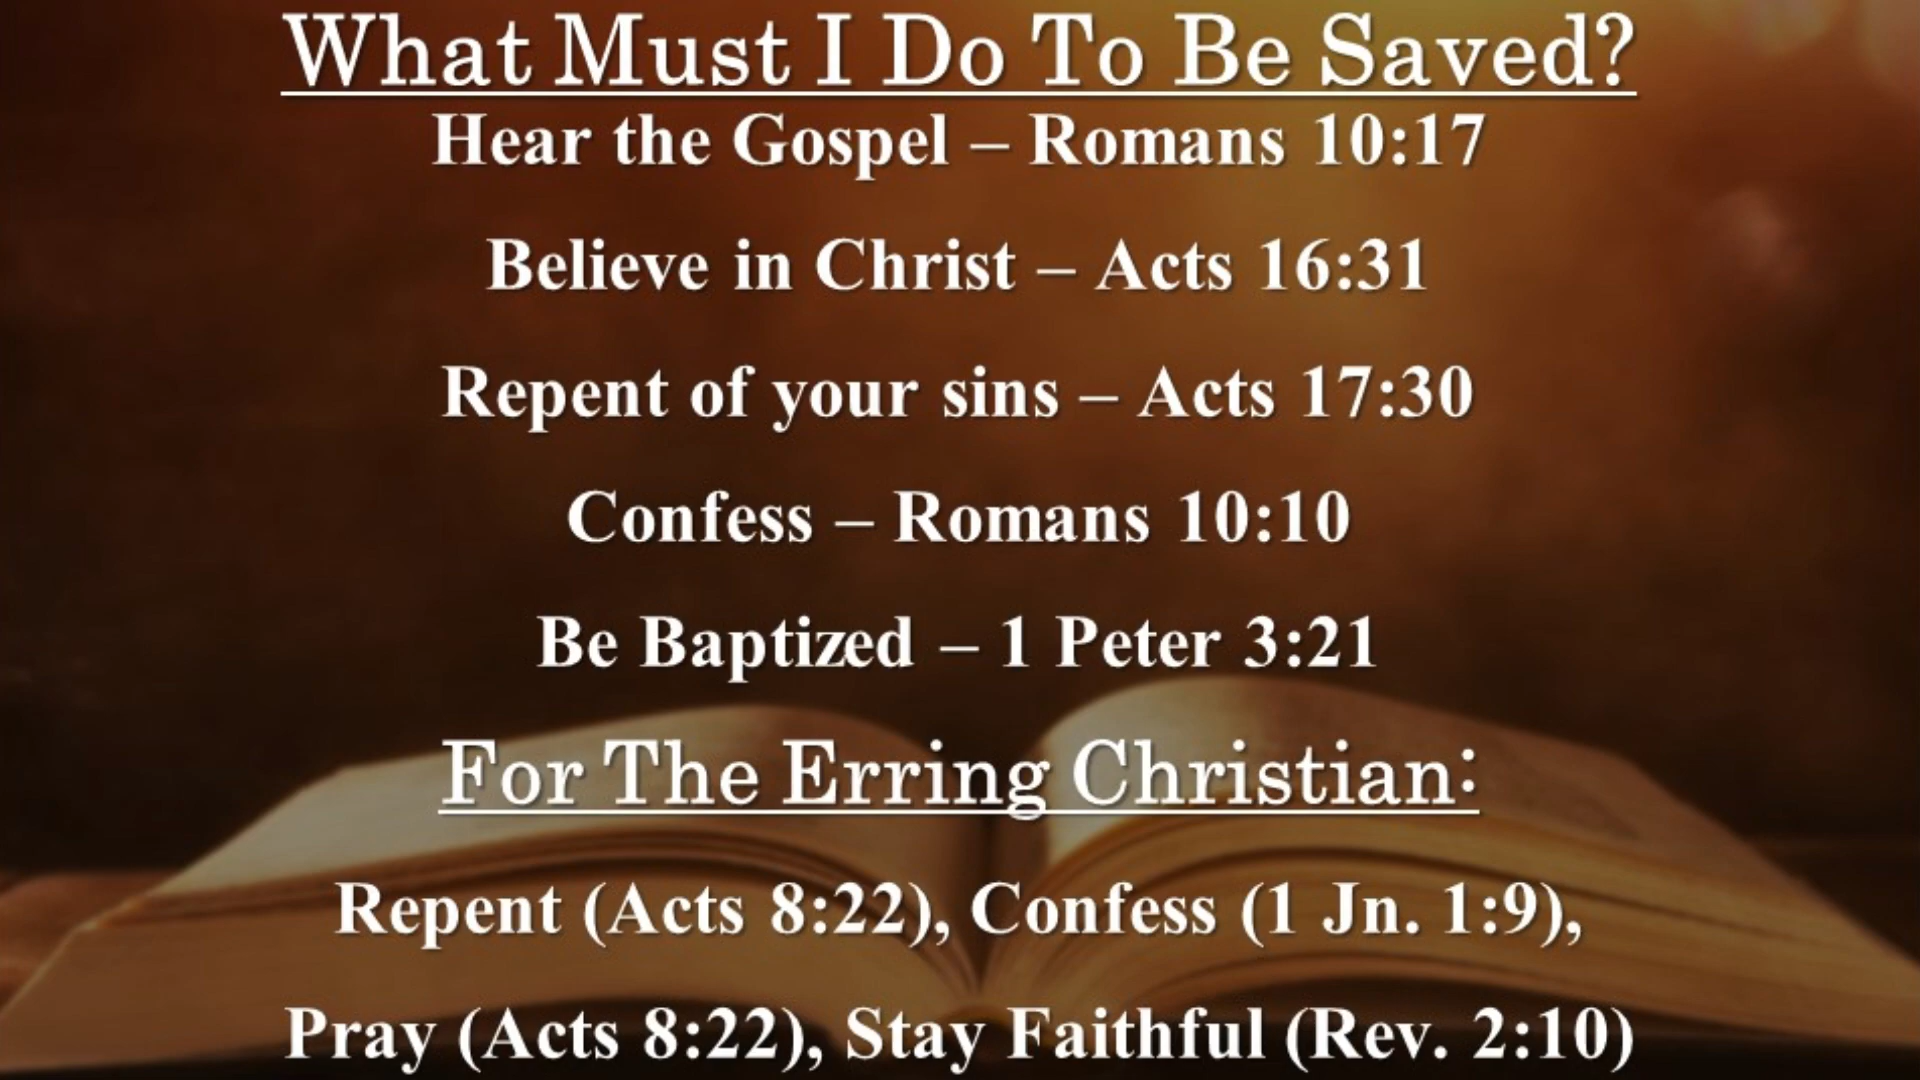 What Must I Do To Be Saved?
Hear the Gospel – Romans 10:17
Believe in Christ – Acts 16:31
Repent of your sins – Acts 17:30
Confess – Romans 10:10
Be Baptized – 1 Peter 3:21
For The Erring Christian:
Repent (Acts 8:22), Confess (1 Jn. 1:9),
Pray (Acts 8:22), Stay Faithful (Rev. 2:10)